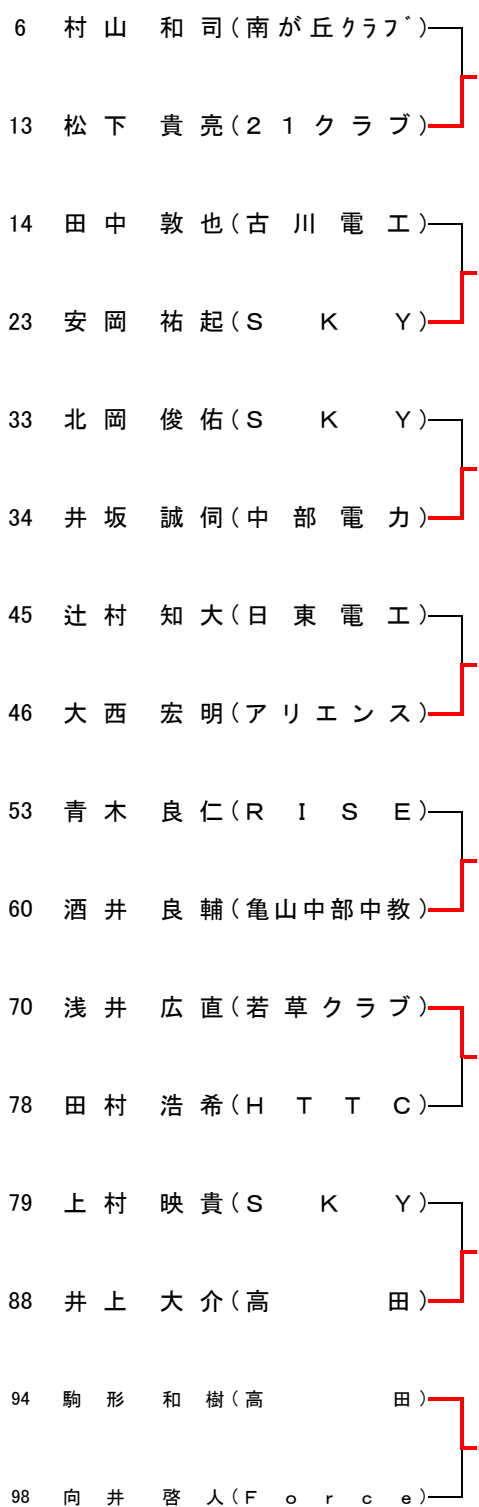 6 村山 和司(南が丘クラブ)
13 松下 貴亮(21クラブ)
14 田中 敦也(古川電工)
23 安岡 祐起(SKY)
33 北岡 俊佑(SKY)
34 井坂 誠伺(中部電力)
45 辻村 知大(日東電工)
46 大西 宏明(アリエンス)
53 青木 良仁(RISE)
60 酒井 良輔(亀山中部中教)
70 浅井 広直(若草クラブ)
78 田村 浩希(HTTC)
79 上村 映貴(SKY)
88 井上 大介(高田)
94 駒形 和樹(高田)
98 向井 啓人(Force)